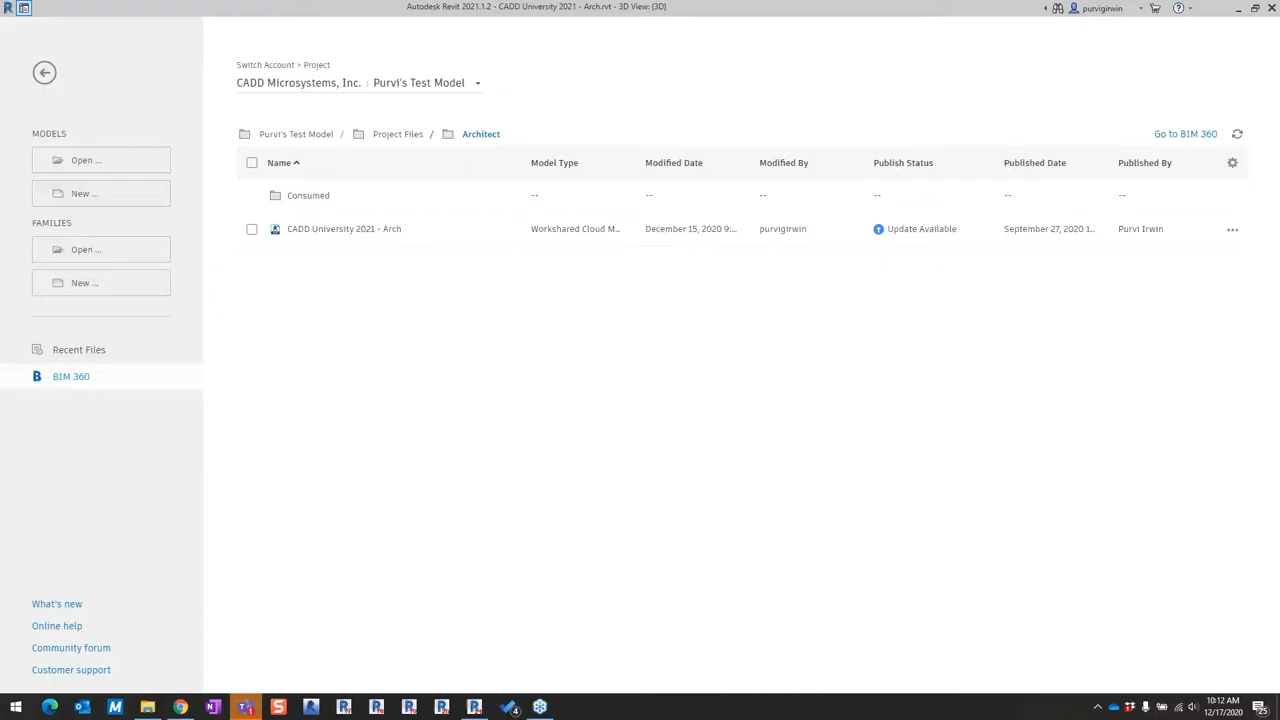 Autodesk Revit 2021.1.2 - CADD University 2021 - Arch.rvt - 3D View: {3D}
purvigirwin
Switch Account > Project
CADD Microsystems, Inc. › Purvi's Test Model
MODELS
Open ...
New ...
FAMILIES
Open ...
New ...
Recent Files
BIM 360
Purvi's Test Model / Project Files / Architect
Go to BIM 360
Name Model Type Modified Date Modified By Publish Status Published Date Published By
Consumed -- -- -- -- -- --
CADD University 2021 - Arch Workshared Cloud M... December 15, 2020 9:... purvigirwin Update Available September 27, 2020 1... Purvi Irwin ...
What's new
Online help
Community forum
Customer support
10:12 AM
12/17/2020